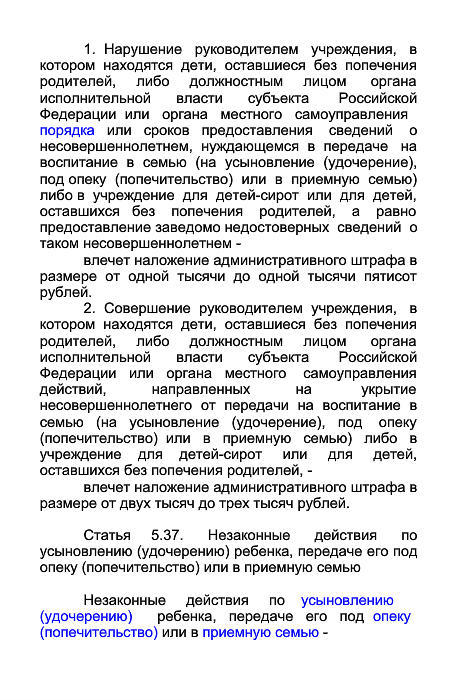 1. Нарушение руководителем учреждения, в
котором находятся дети, оставшиеся без попечения
родителей, либо должностным лицом органа
исполнительной власти субъекта Российской
Федерации или органа местного самоуправления
порядка или сроков предоставления сведений о
несовершеннолетнем, нуждающемся в передаче на
воспитание в семью (на усыновление (удочерение),
под опеку (попечительство) или в приемную семью)
либо в учреждение для детей-сирот или для детей,
оставшихся без попечения родителей, а равно
предоставление заведомо недостоверных сведений о
таком несовершеннолетнем -
влечет наложение административного штрафа в
размере от одной тысячи до одной тысячи пятисот
рублей.
2. Совершение руководителем учреждения, в
котором находятся дети, оставшиеся без попечения
родителей, либо должностным лицом органа
исполнительной власти субъекта Российской
Федерации или органа местного самоуправления
действий, направленных на укрытие
несовершеннолетнего от передачи на воспитание в
семью (на усыновление (удочерение), под опеку
(попечительство) или в приемную семью) либо в
учреждение для детей-сирот или для детей,
оставшихся без попечения родителей, -
влечет наложение административного штрафа в
размере от двух тысяч до трех тысяч рублей.
Статья 5.37. Незаконные действия по
усыновлению (удочерению) ребенка, передаче его под
опеку (попечительство) или в приемную семью
Незаконные действия по усыновлению
(удочерению) ребенка, передаче его под опеку
(попечительство) или в приемную семью -